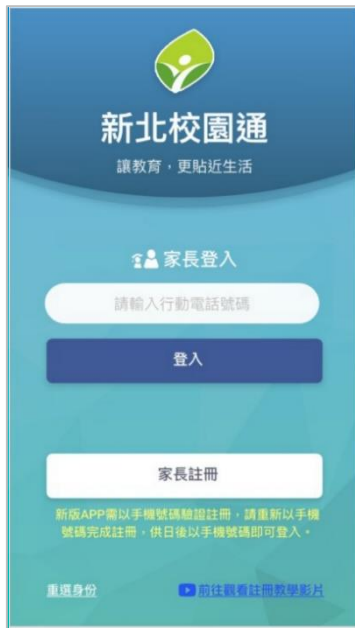 新北校園通
讓教育，更貼近生活
家長登入
請輸入行動電話號碼
登入
家長註冊
新版APP需以手機號碼驗證註冊，請重新以手機
號碼完成註冊，供日後以手機號碼即可登入。
重選身份
前往觀看註冊教學影片